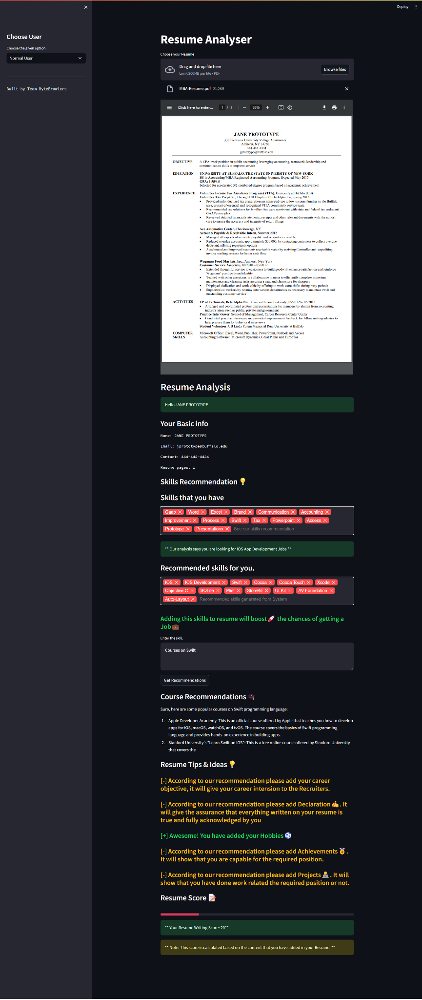 Deploy
Choose User
Choose the given option:
Normal User
Built by Team ByteBrawlers
Resume Analyser
Choose your Resume
Drag and drop file here
Limit 200MB per file • PDF
Browse files
MBA-Resume.pdf 21.2KB
Click here to enter... 1 / 1 85%
JANE PROTOTYPE
333 Fictitious University Village Apartments
Amherst, NY 14260
444-444-4444
jprototype@buffalo.edu
OBJECTIVE A CPA-track position in public accounting leveraging accounting, teamwork, leadership and
communication skills to improve service
EDUCATION UNIVERSITY AT BUFFALO, THE STATE UNIVERSITY OF NEW YORK
BS in Accounting/MBA Registered Accounting Program, Expected May 2015
GPA: 3.55/4.0
Selected for accelerated 3/2 combined-degree program based on academic achievement
EXPERIENCE Volunteer Income Tax Assistance Program (VITA), University at Buffalo (UB)
Volunteer Tax Preparer, Through UB Chapter of Beta Alpha Psi, Spring 2013
• Provided individualized tax preparation assistance/advice to low-income families in the Buffalo
area, as part of essential and recognized VITA community service team
• Recommended tax solutions for families that were consistent with state and federal tax codes and
GAAP principles
• Reviewed detailed financial statements, receipts and other relevant documents with the utmost
care to ensure the accuracy and integrity of return filings
Ace Automotive Center, Cheektowaga, NY
Accounts Payable & Receivable Intern, Summer 2012
• Managed all aspects of accounts payable and accounts receivable
• Reduced overdue accounts, approximately $30,000, by contacting customers to collect overdue
debts and offering repayment options
• Accelerated and improved accounts receivable status by assisting Controller and expediting
invoice mailing process for better cash flow
Wegmans Food Markets, Inc., Amherst, New York
Customer Service Associate, 10/2010 – 05/2012
• Extended thoughtful service to customers to build goodwill, enhance satisfaction and reinforce
Wegmans' positive brand identity
• Teamed with other associates in collaborative manner to efficiently complete important
maintenance and cleaning tasks assuring a neat and clean store for shoppers
• Displayed dedication and work ethic by offering to work extra shifts during busy periods
• Supported co-workers by rotating into various departments as necessary to maintain swift and
outstanding customer service
ACTIVITIES VP of Technicals, Beta Alpha Psi, Business Honors Fraternity, 05/2012 to 05/2013
• Arranged and coordinated professional presentations for members by alumni from accounting
industry areas such as public, private and government
Practice Interviewer, School of Management, Career Resource Center Center
• Conducted practice interviews and provided improvement feedback for fellow undergraduates to
help prepare them for behavioral interviews
Student Volunteer, UB Linda Yalem Memorial Run, University at Buffalo
COMPUTER Microsoft Office: Excel, Word, Publisher, PowerPoint, Outlook and Access
SKILLS Accounting Software: Microsoft Dynamics, Great Plains and TurboTax
Resume Analysis
Hello JANE PROTOTYPE
Your Basic info
Name: JANE PROTOTYPE
Email: jprototype@buffalo.edu
Contact: 444-444-4444
Resume pages: 1
Skills Recommendation 💡
Skills that you have
Gaap Word Excel Brand Communication Accounting
Improvement Process Swift Tax Powerpoint Access
Prototype Presentations See our skills recommendation
** Our analysis says you are looking for IOS App Development Jobs **
Recommended skills for you.
IOS IOS Development Swift Cocoa Cocoa Touch Xcode
Objective-C SQLite Plist StoreKit UI-Kit AV Foundation
Auto-Layout Recommended skills generated from System
Adding this skills to resume will boost🚀 the chances of getting a
Job💼
Enter the skill:
Courses on Swift
Get Recommendations
Course Recommendations 🎓
Sure, here are some popular courses on Swift programming language:
1. Apple Developer Academy: This is an official course offered by Apple that teaches you how to develop
apps for iOS, macOS, watchOS, and tvOS. The course covers the basics of Swift programming
language and provides hands-on experience in building apps.
2. Stanford University's "Learn Swift on iOS": This is a free online course offered by Stanford University
that covers the
Resume Tips & Ideas 💡
[-] According to our recommendation please add your career
objective, it will give your career intension to the Recruiters.
[-] According to our recommendation please add Declaration✍. It
will give the assurance that everything written on your resume is
true and fully acknowledged by you
[+] Awesome! You have added your Hobbies⚽
[-] According to our recommendation please add Achievements🏅.
It will show that you are capable for the required position.
[-] According to our recommendation please add Projects👨‍💻. It will
show that you have done work related the required position or not.
Resume Score 📝
** Your Resume Writing Score: 20**
** Note: This score is calculated based on the content that you have added in your Resume. **